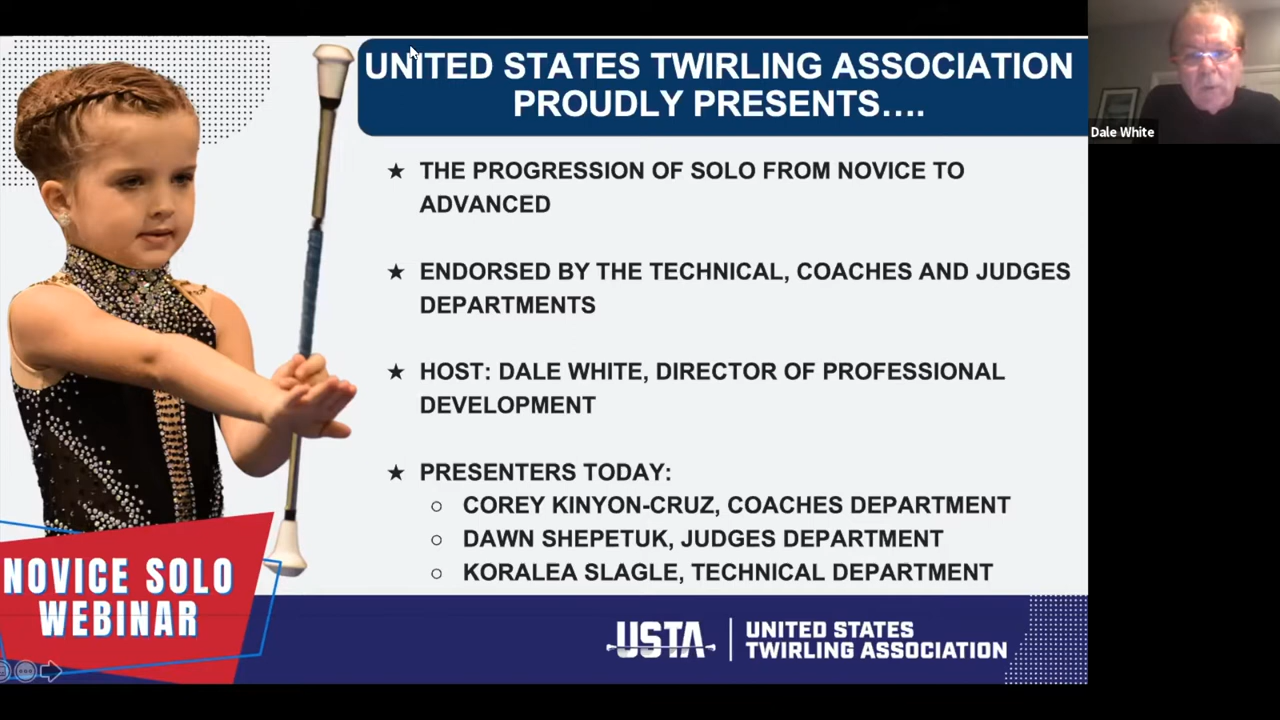 UNITED STATES TWIRLING ASSOCIATION
PROUDLY PRESENTS....
★ THE PROGRESSION OF SOLO FROM NOVICE TO
ADVANCED
★ ENDORSED BY THE TECHNICAL, COACHES AND JUDGES
DEPARTMENTS
★ HOST: DALE WHITE, DIRECTOR OF PROFESSIONAL
DEVELOPMENT
★ PRESENTERS TODAY:
○ COREY KINYON-CRUZ, COACHES DEPARTMENT
○ DAWN SHEPETUK, JUDGES DEPARTMENT
○ KORALEA SLAGLE, TECHNICAL DEPARTMENT
NOVICE SOLO
WEBINAR
USTA
UNITED STATES
TWIRLING ASSOCIATION
Dale White